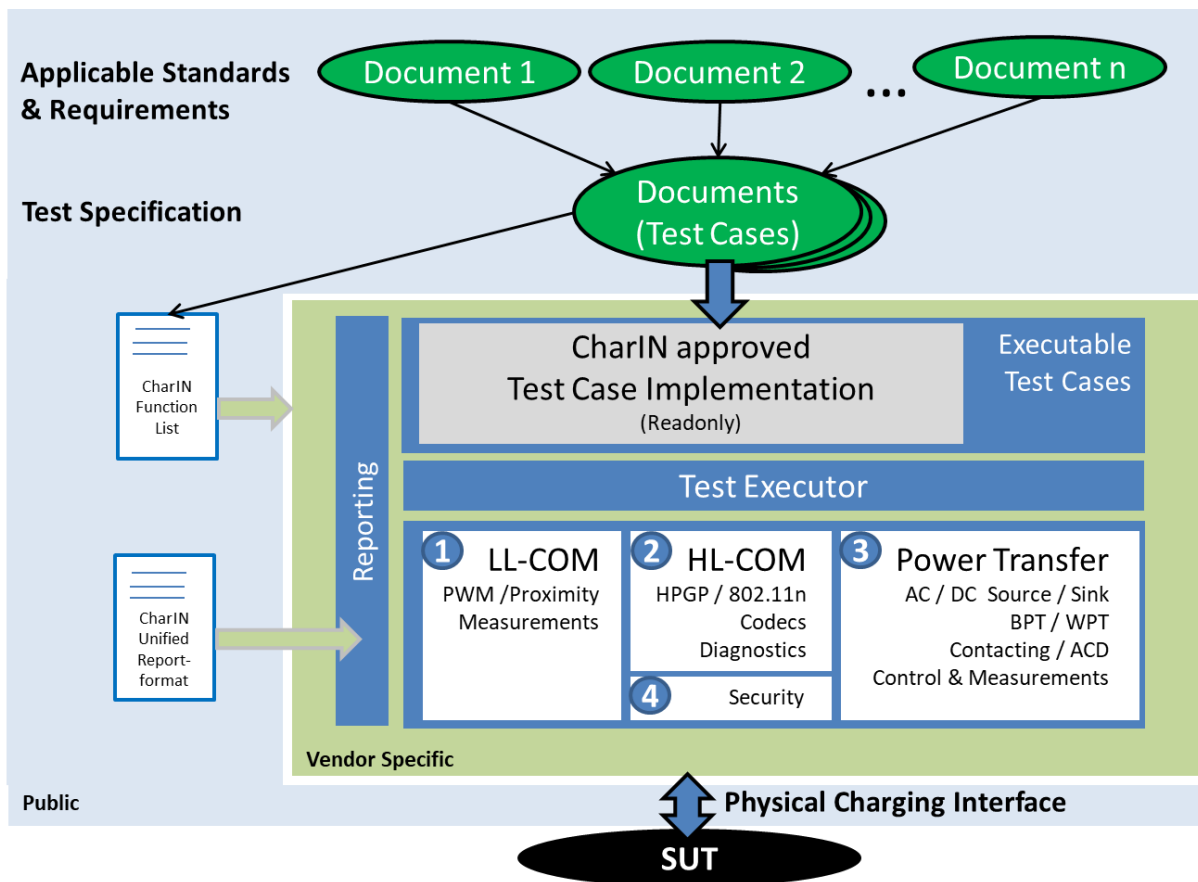 Applicable Standards
& Requirements
Document 1
Document 2
...
Document n
Test Specification
Documents
(Test Cases)
CharIN
Function
List
CharIN
Unified
Report-
format
Reporting
CharIN approved
Test Case Implementation
(Readonly)
Executable
Test Cases
Test Executor
1
LL-COM
PWM /Proximity
Measurements
2
HL-COM
HPGP / 802.11n
Codecs
Diagnostics
4
Security
3
Power Transfer
AC / DC Source / Sink
BPT / WPT
Contacting / ACD
Control & Measurements
Vendor Specific
Public
Physical Charging Interface
SUT